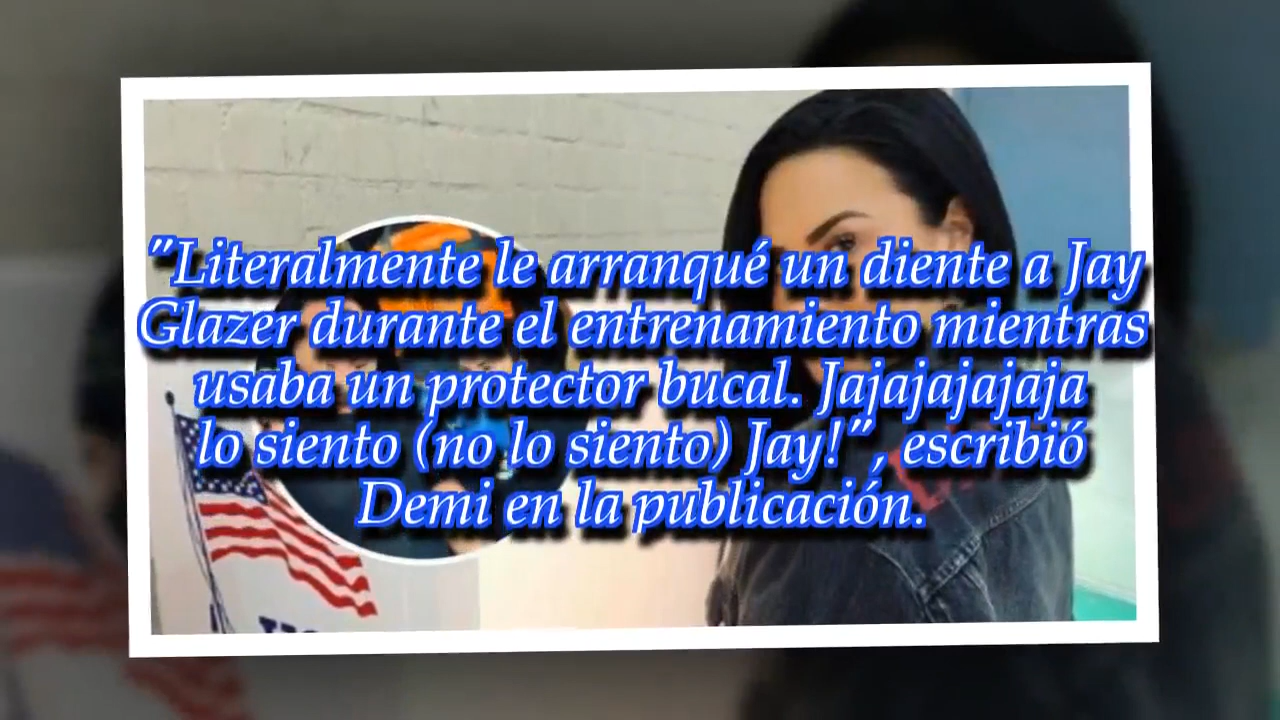 "Literalmente le arranqué un diente a Jay
Glazer durante el entrenamiento mientras
usaba un protector bucal. Jajajajajaja
lo siento (no lo siento) Jay!", escribió
Demi en la publicación.